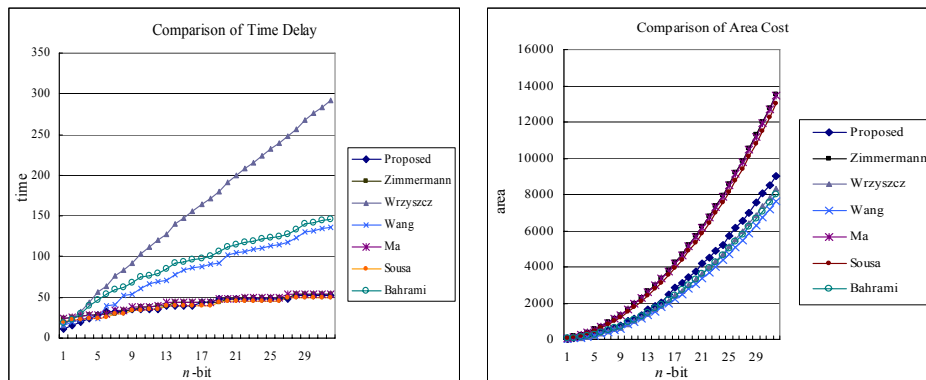 Comparison of Time Delay
350
300
250
200
150
100
50
0
time
1 5 9 13 17 21 25 29
n-bit
Proposed
Zimmermann
Wrzyszcz
Wang
Ma
Sousa
Bahrami
Comparison of Area Cost
16000
14000
12000
10000
8000
6000
4000
2000
0
area
1 5 9 13 17 21 25 29
n-bit
Proposed
Zimmermann
Wrzyszcz
Wang
Ma
Sousa
Bahrami